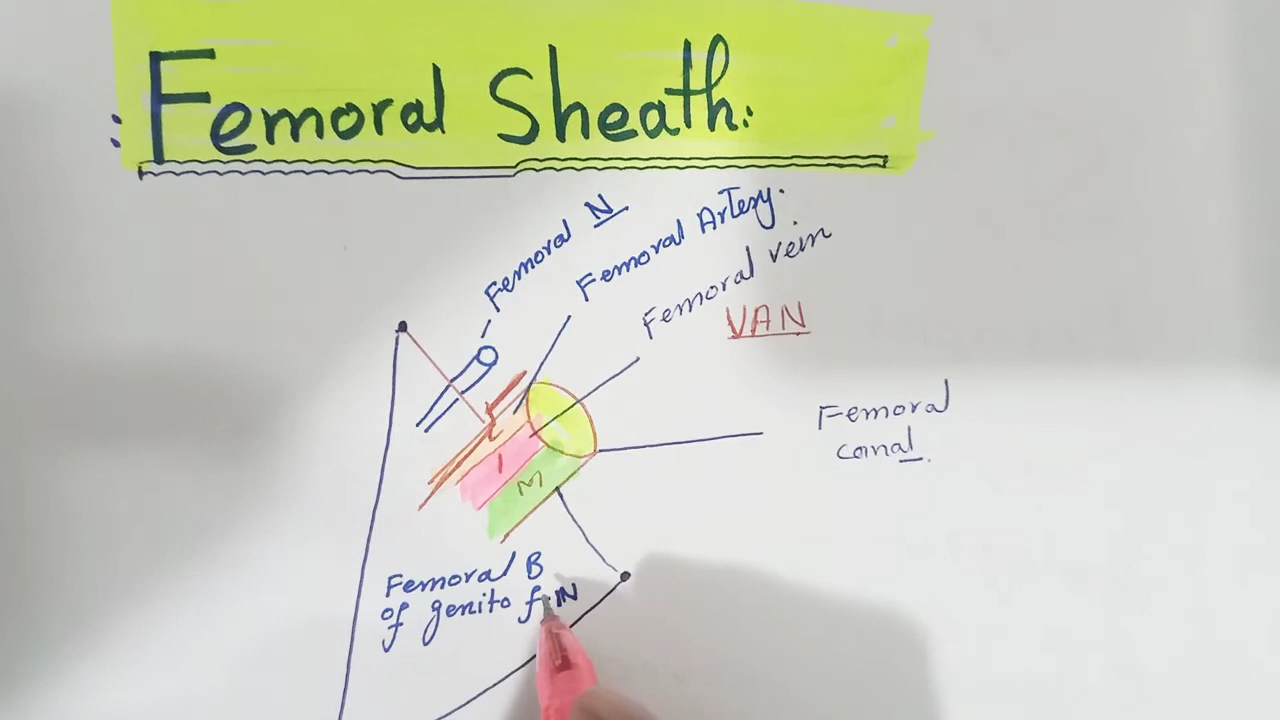 : Femoral Sheath:
Femoral N
Femoral Artery.
Femoral vein
VAN
Femoral
canal.
L
I
M
Femoral B
of genito f.N